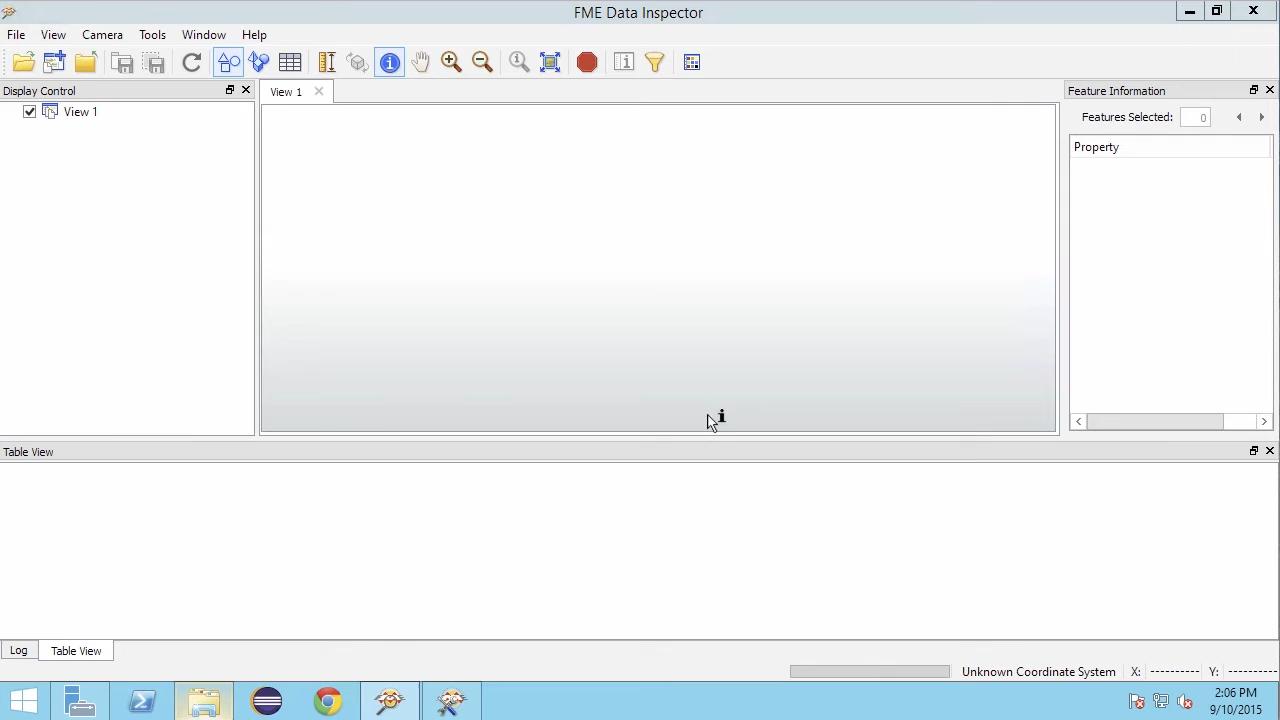 FME Data Inspector
File View Camera Tools Window Help
Display Control
View 1
View 1
Feature Information
Features Selected: 0
Property
Table View
Log Table View
Unknown Coordinate System X: ---------- Y: ----------
2:06 PM
9/10/2015